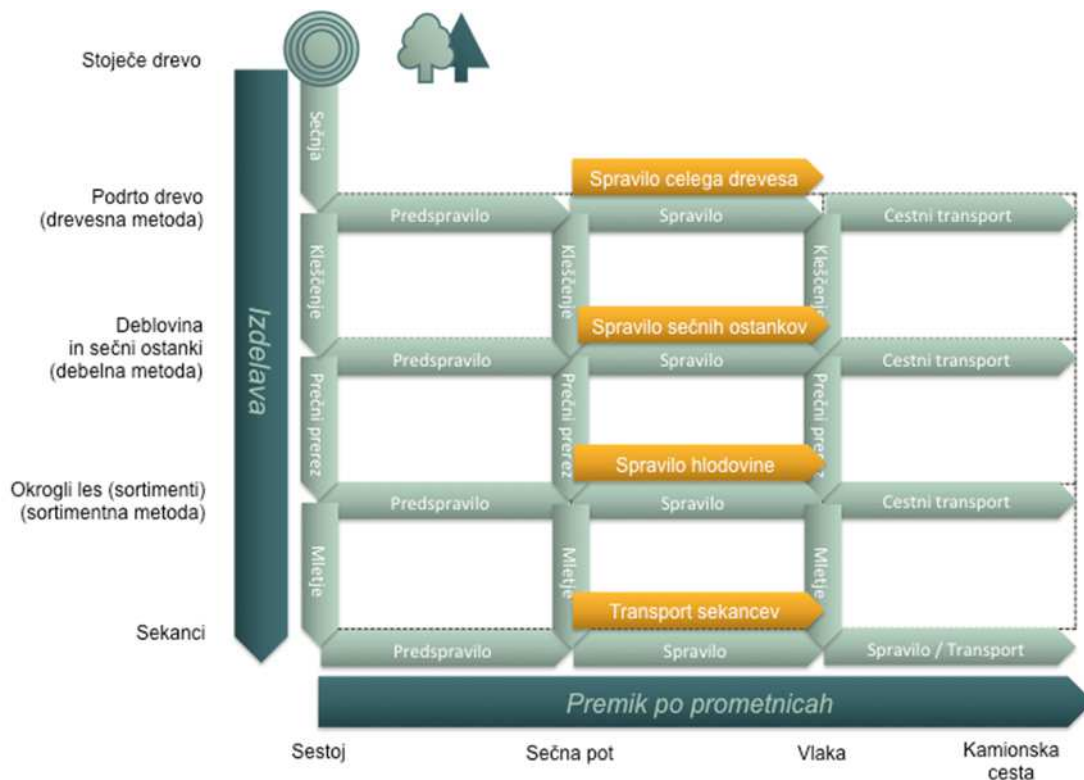 Stoječe drevo
Sečnja
Spravilo celega drevesa
Podrto drevo
(drevesna metoda)
Predspravilo
Spravilo
Cestni transport
Izdelava
Kleščenje
Kleščenje
Kleščenje
Spravilo sečnih ostankov
Deblovina
in sečni ostanki
(debelna metoda)
Predspravilo
Spravilo
Cestni transport
Prečni prerez
Prečni prerez
Prečni prerez
Spravilo hlodovine
Okrogli les (sortimenti)
(sortimentna metoda)
Predspravilo
Spravilo
Cestni transport
Mletje
Mletje
Mletje
Transport sekancev
Sekanci
Predspravilo
Spravilo
Spravilo / Transport
Premik po prometnicah
Sestoj
Sečna pot
Vlaka
Kamionska
cesta